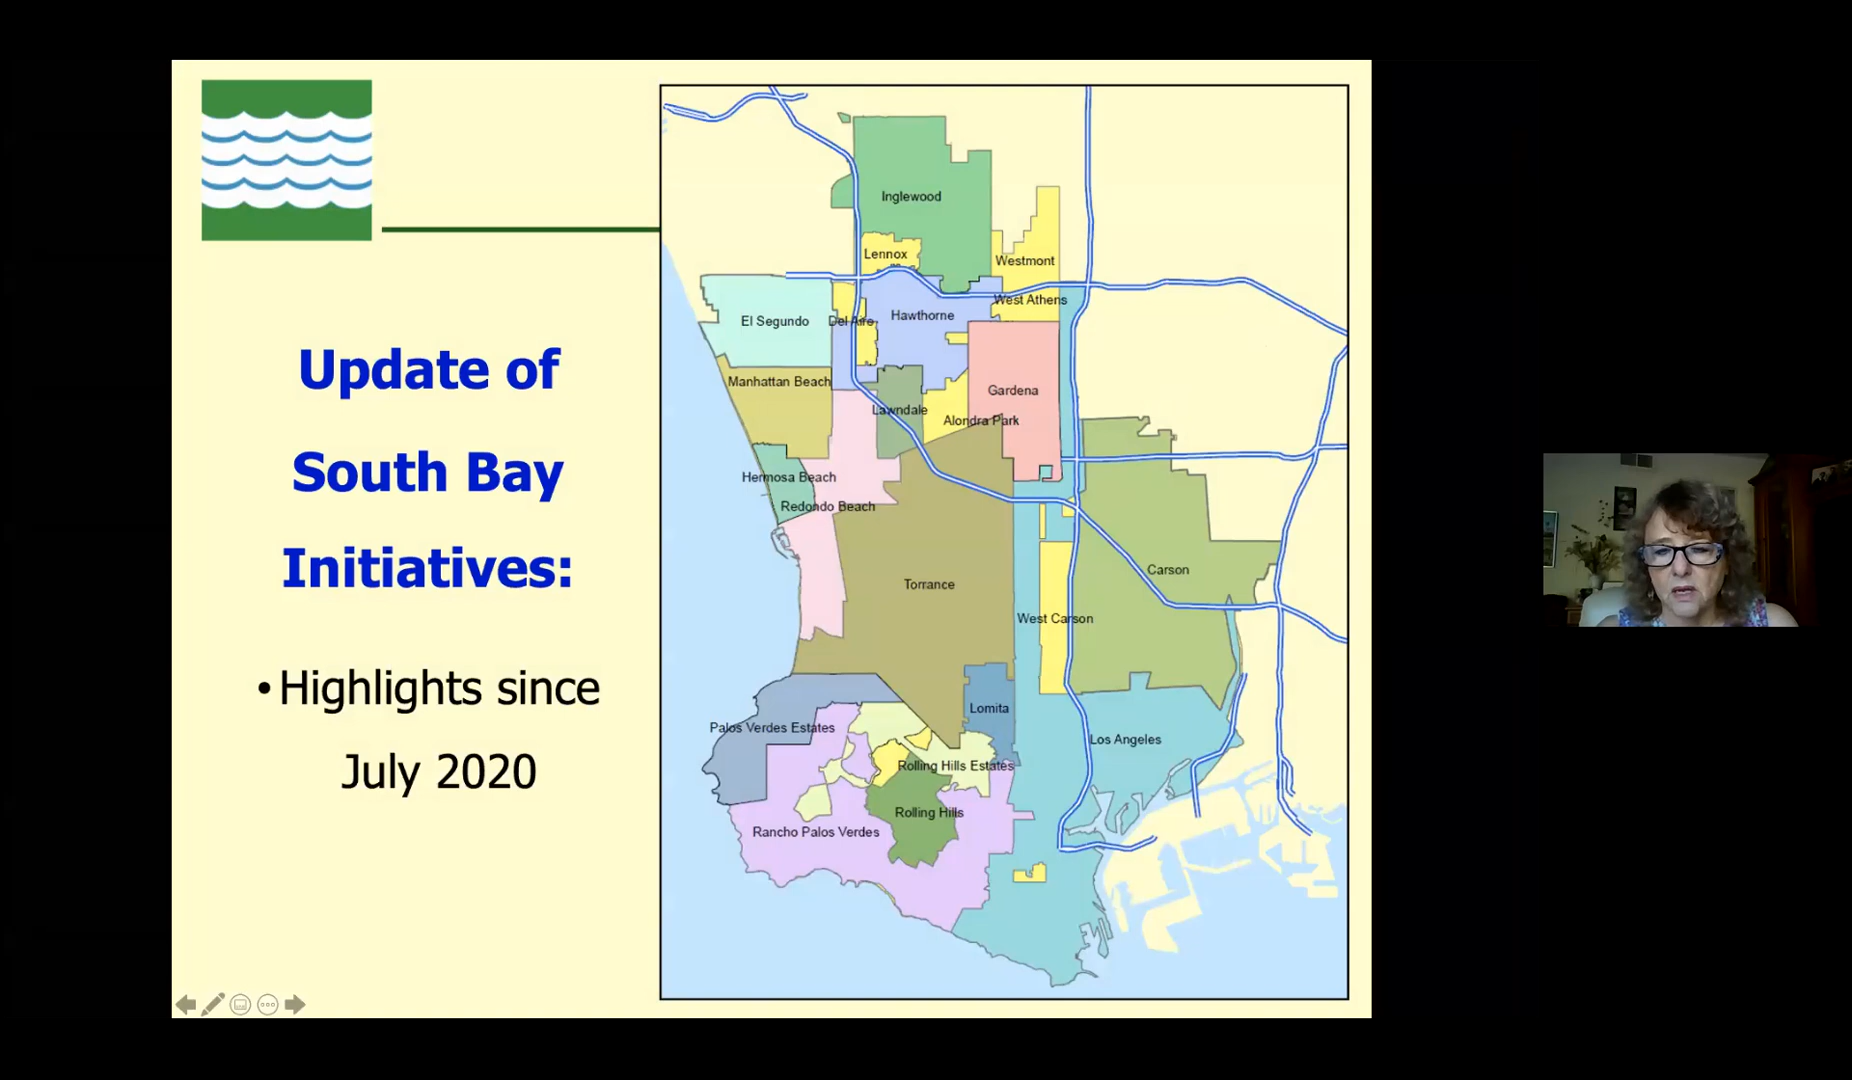 Update of
South Bay
Initiatives:
• Highlights since
July 2020
Inglewood
Lennox
Westmont
West Athens
El Segundo
Del Aire
Hawthorne
Manhattan Beach
Gardena
Lawndale
Alondra Park
Hermosa Beach
Redondo Beach
Carson
Torrance
West Carson
Lomita
Palos Verdes Estates
Los Angeles
Rolling Hills Estates
Rolling Hills
Rancho Palos Verdes